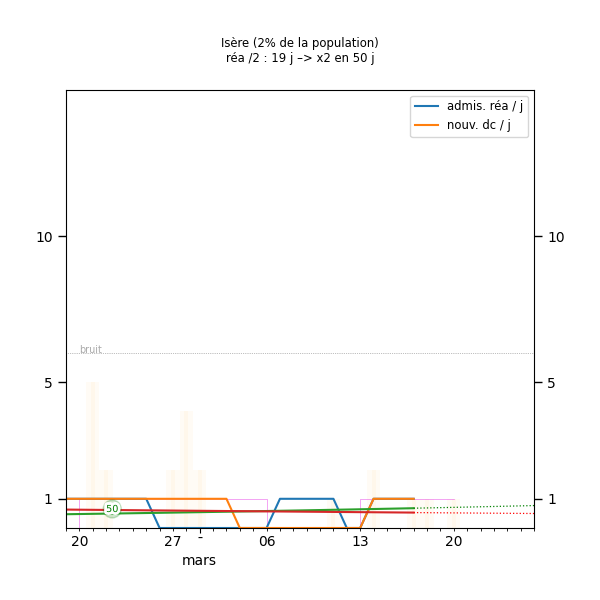 Isère (2% de la population)
réa /2 : 19 j –> x2 en 50 j
admis. réa / j
nouv. dc / j
10
10
bruit
5
5
50
1
1
20
27
-
06
13
20
mars